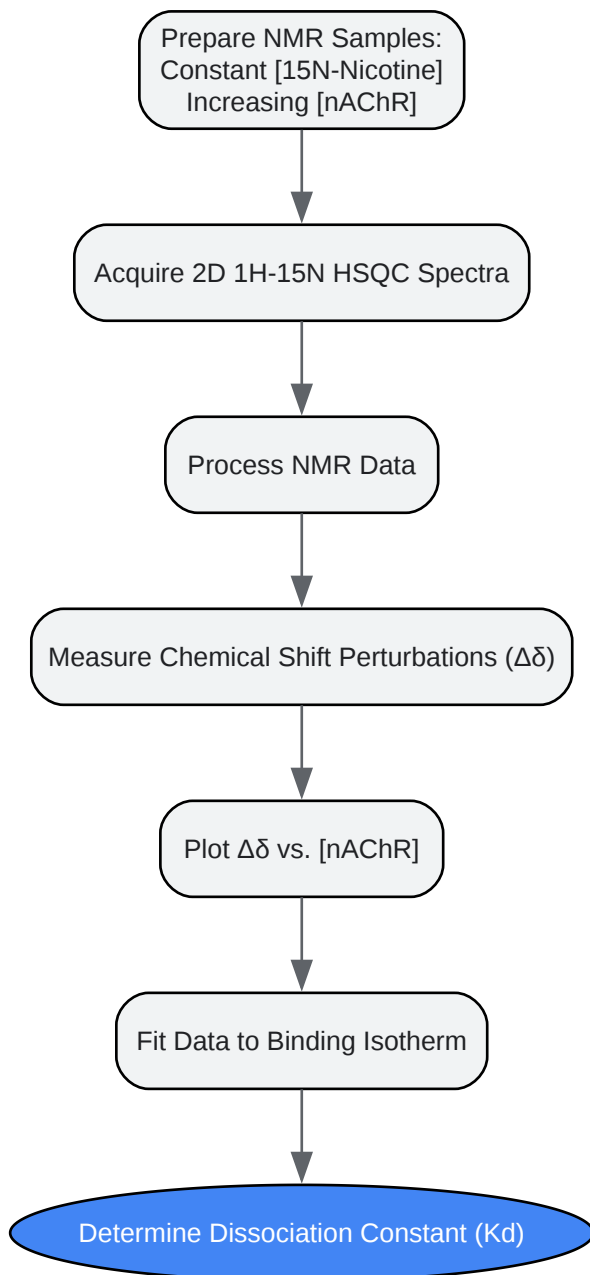 Prepare NMR Samples:
Constant [15N-Nicotine]
Increasing [nAChR]
Acquire 2D 1H-15N HSQC Spectra
Process NMR Data
Measure Chemical Shift Perturbations (Δδ)
Plot Δδ vs. [nAChR]
Fit Data to Binding Isotherm
Determine Dissociation Constant (Kd)